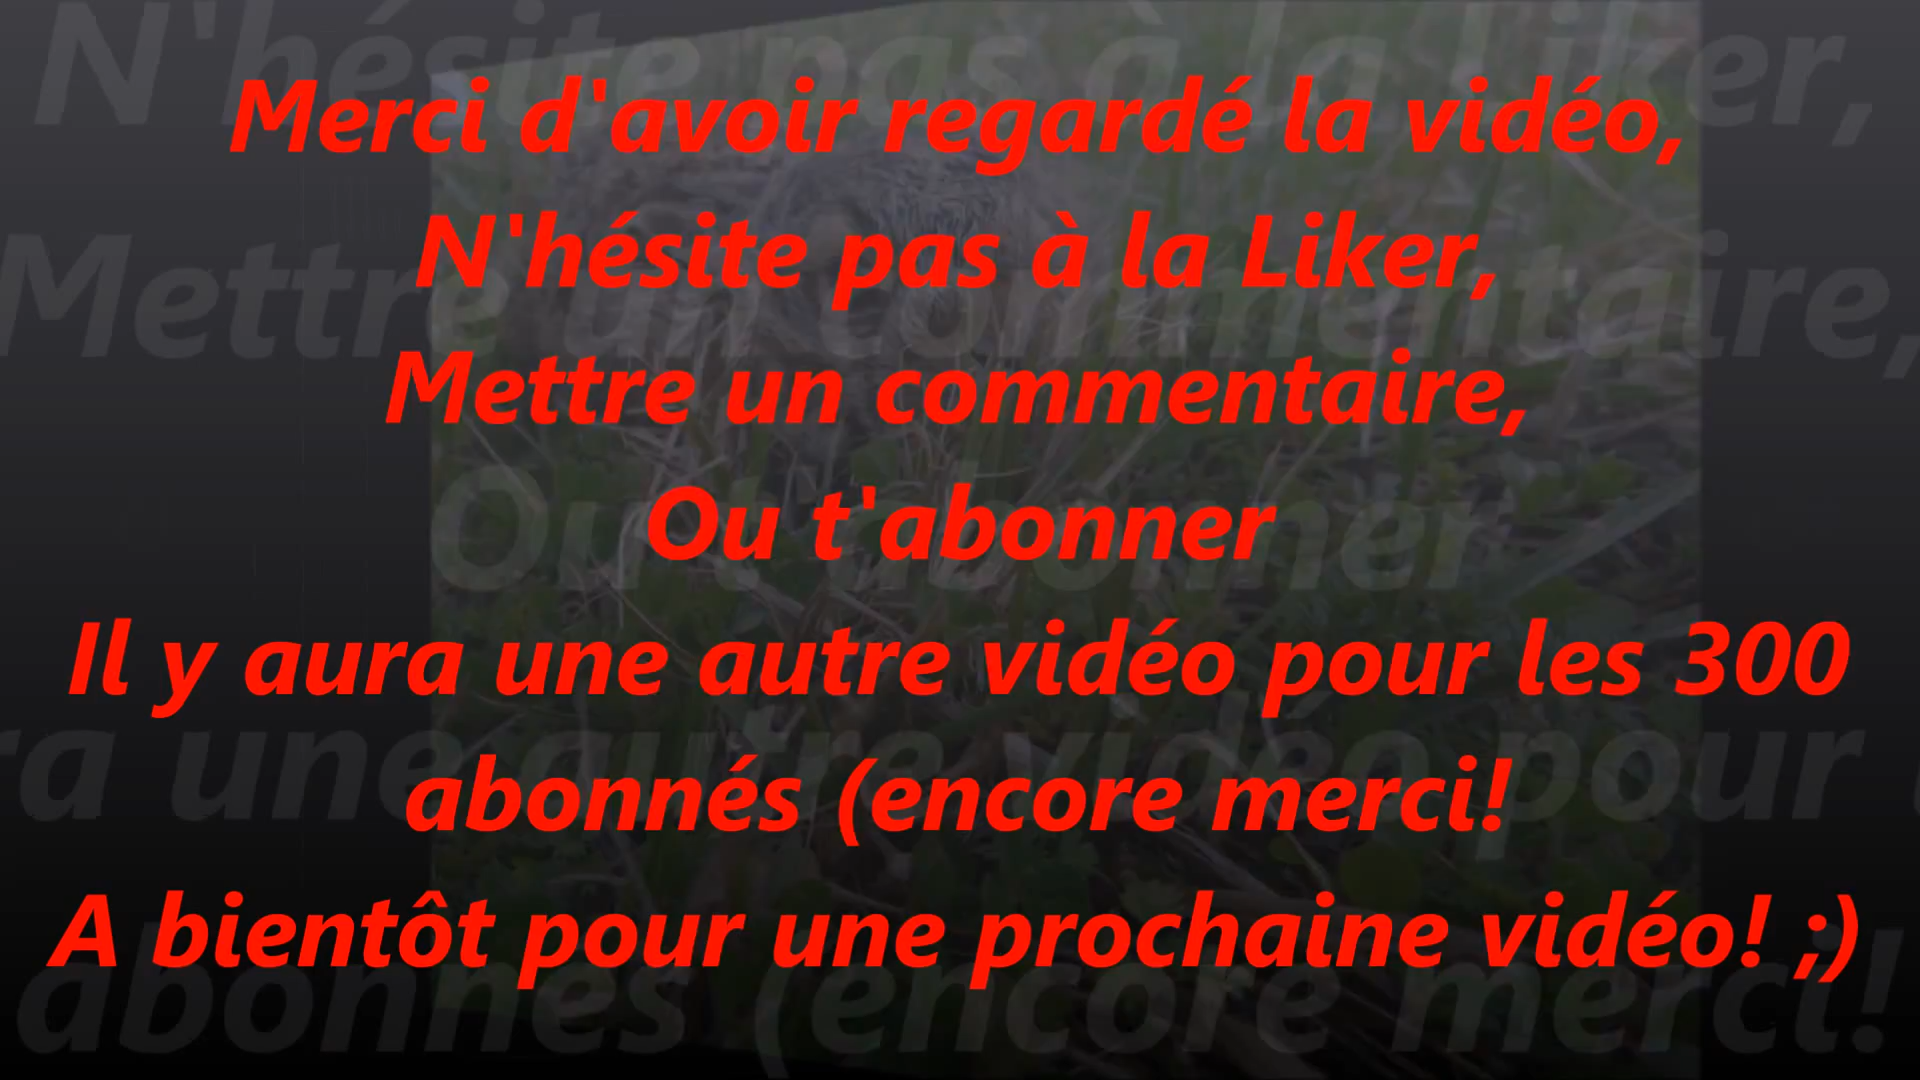 Merci d'avoir regardé la vidéo,
N'hésite pas à la Liker,
Mettre un commentaire,
Ou t'abonner
Il y aura une autre vidéo pour les 300
abonnés (encore merci!
A bientôt pour une prochaine vidéo! ;)